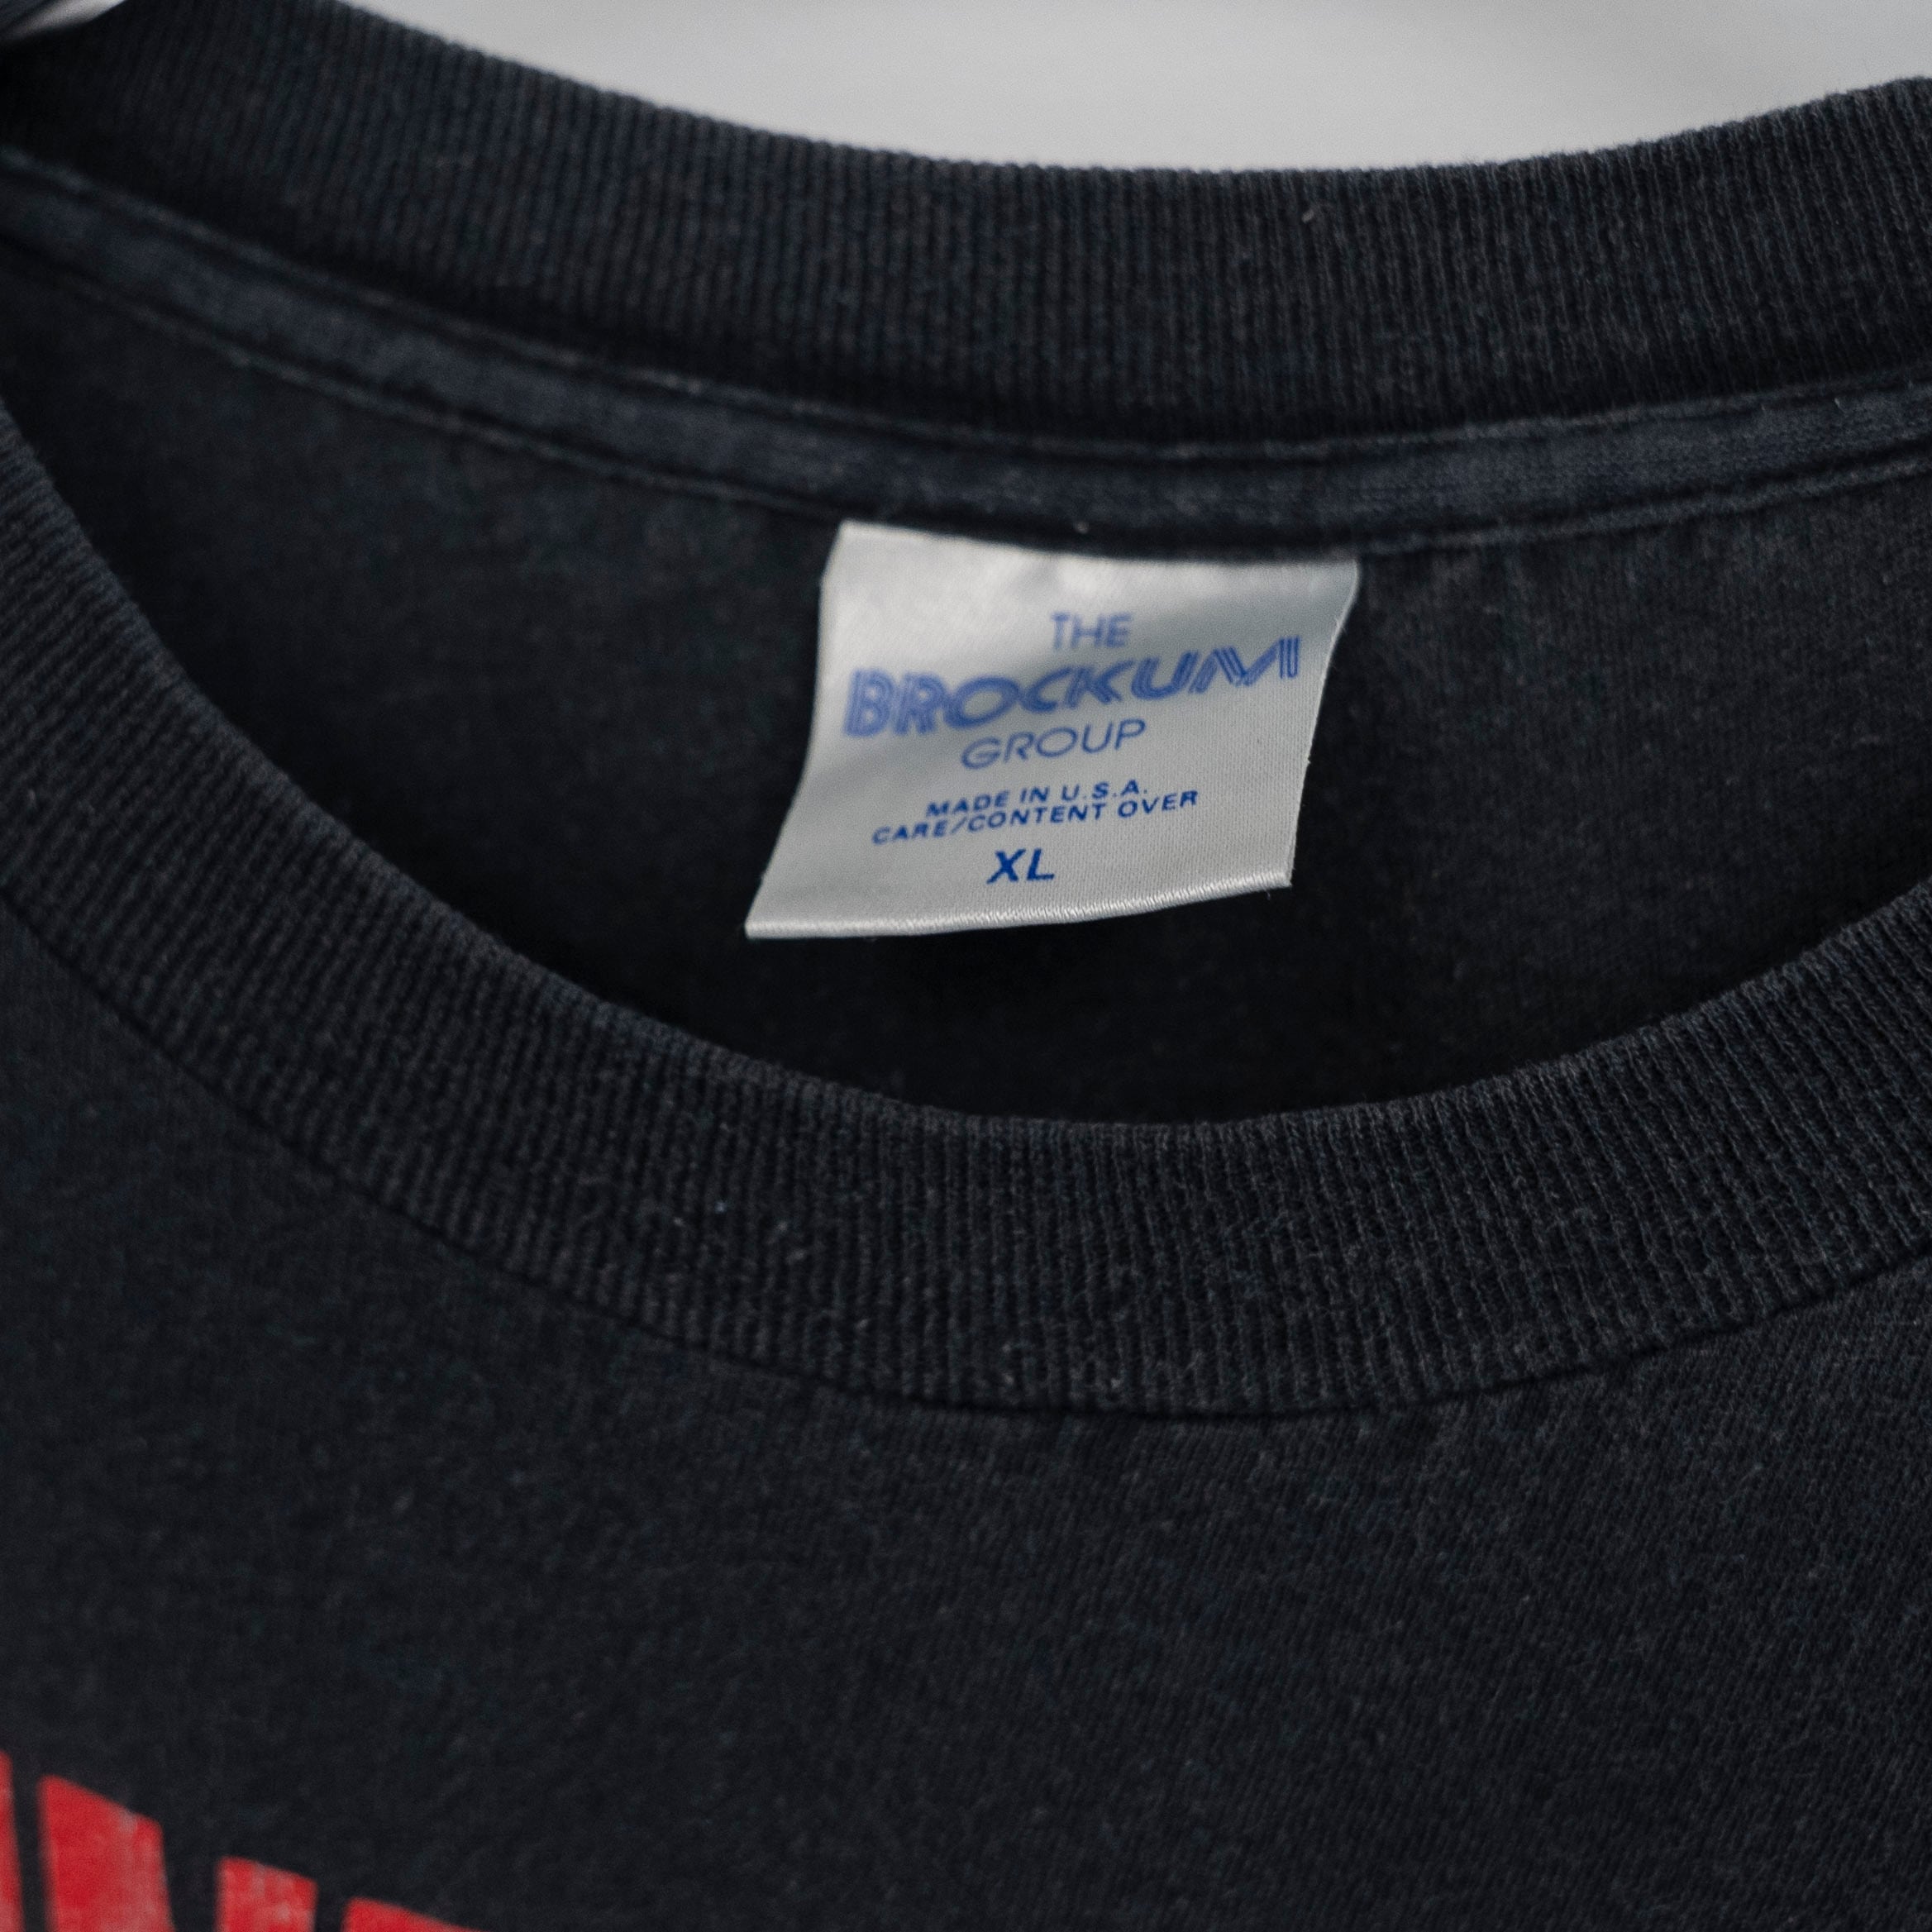 THE
BROCKUM
GROUP
MADE IN U.S.A.
CARE/CONTENT OVER
XL